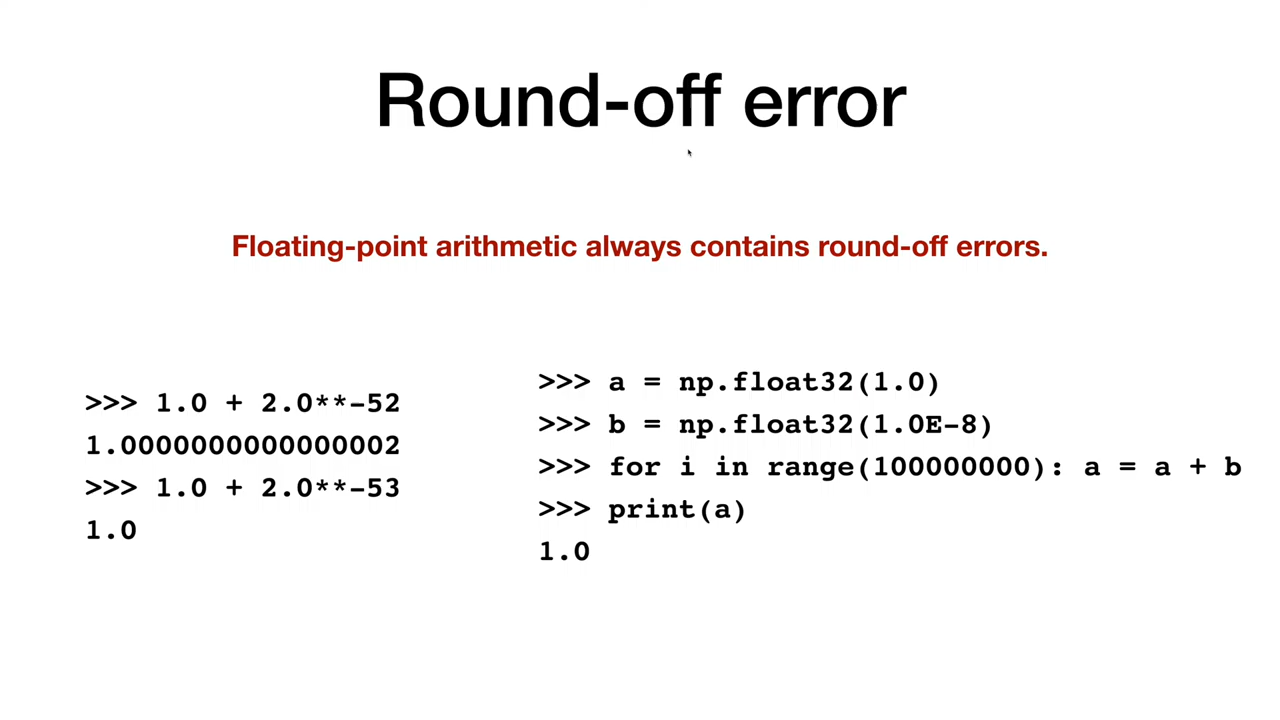 Round-off error
Floating-point arithmetic always contains round-off errors.
>>> 1.0 + 2.0**-52
1.0000000000000002
>>> 1.0 + 2.0**-53
1.0
>>> a = np.float32(1.0)
>>> b = np.float32(1.0E-8)
>>> for i in range(100000000): a = a + b
>>> print(a)
1.0